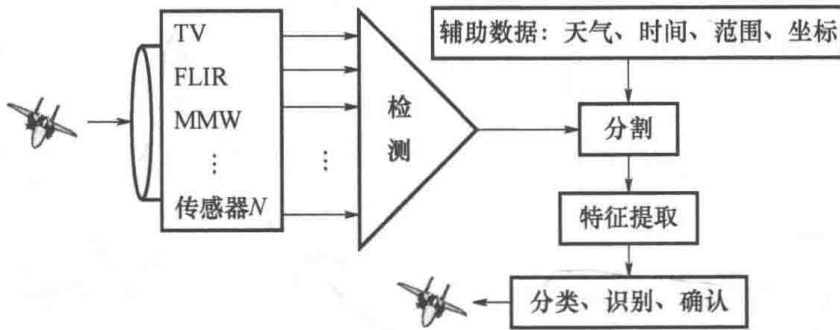 TV
FLIR
MMW
⋮
传感器N
⋮
检
测
辅助数据：天气、时间、范围、坐标
分割
特征提取
分类、识别、确认